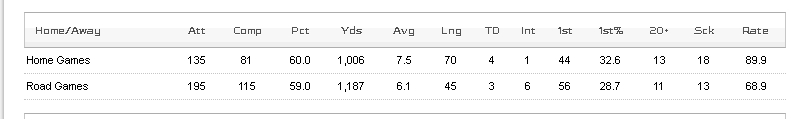 Home/Away Att Comp Pct Yds Avg Lng TD Int 1st 1st% 20+ Sck Rate
Home Games 135 81 60.0 1,006 7.5 70 4 1 44 32.6 13 18 89.9
Road Games 195 115 59.0 1,187 6.1 45 3 6 56 28.7 11 13 68.9